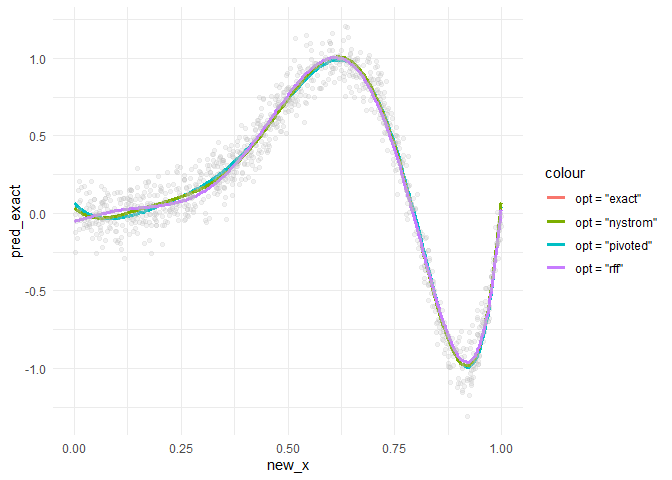 1.0
0.5
0.0
-0.5
-1.0
pred_exact
0.00 0.25 0.50 0.75 1.00
new_x
colour
opt = "exact"
opt = "nystrom"
opt = "pivoted"
opt = "rff"